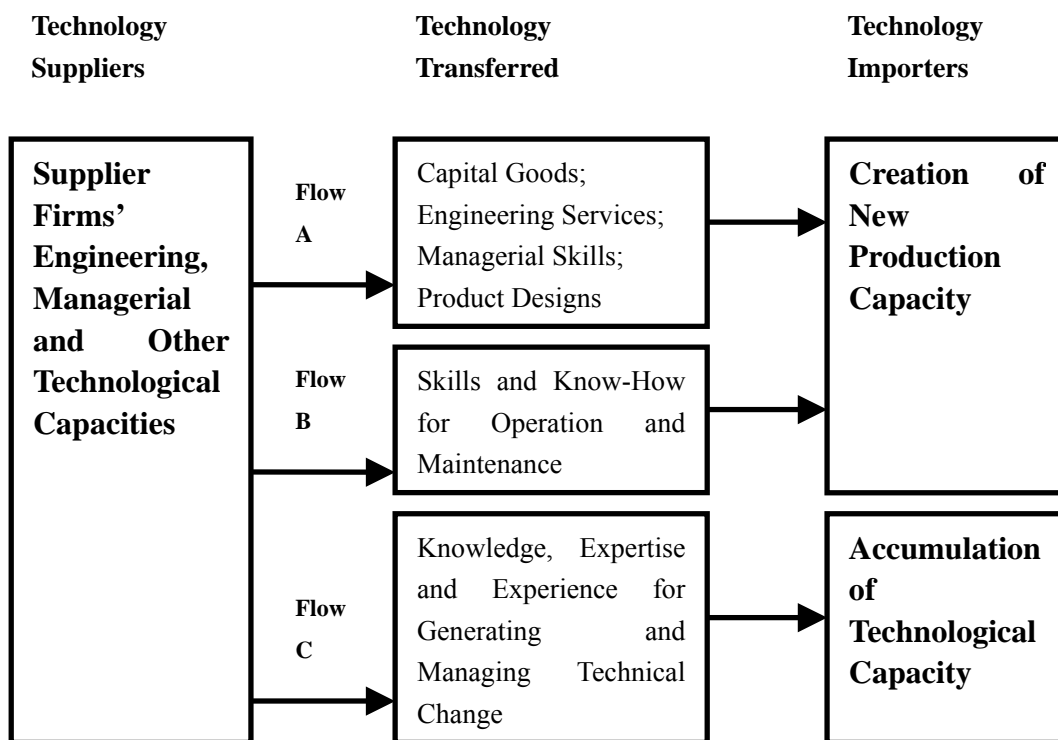 Technology
Suppliers
Technology
Transferred
Technology
Importers
Supplier
Firms’
Engineering,
Managerial
and Other
Technological
Capacities
Flow
A
Capital Goods;
Engineering Services;
Managerial Skills;
Product Designs
Creation of
New
Production
Capacity
Flow
B
Skills and Know-How
for Operation and
Maintenance
Flow
C
Knowledge, Expertise
and Experience for
Generating and
Managing Technical
Change
Accumulation
of
Technological
Capacity